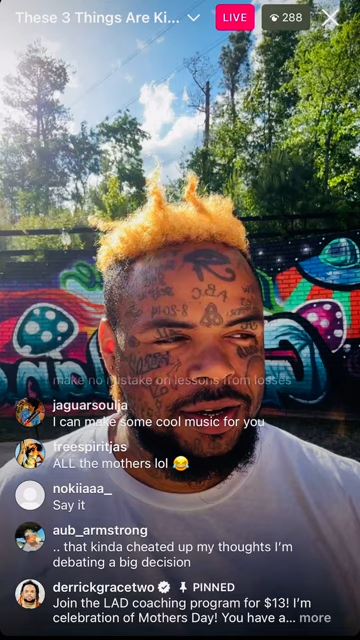 These 3 Things Are Ki...
LIVE
288
make no mistake on lessons from losses
jaguarsoulja
I can make some cool music for you
freespiritjas
ALL the mothers lol 😂
nokiiaaa_
Say it
aub_armstrong
.. that kinda cheated up my thoughts I'm
debating a big decision
derrickgracetwo PINNED
Join the LAD coaching program for $13! I'm
celebration of Mothers Day! You have a... more